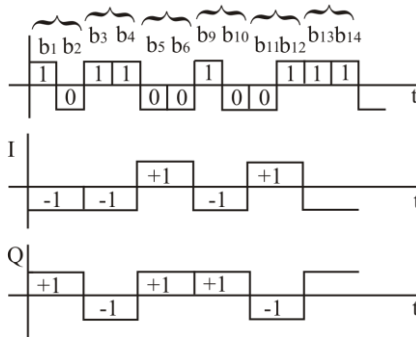 b1 b2 b3 b4 b5 b6 b9 b10 b11 b12 b13 b14
1 0 1 1 0 0 1 0 0 1 1 1 t
I
-1 -1 +1 -1 +1 t
Q
+1 -1 +1 +1 -1 t